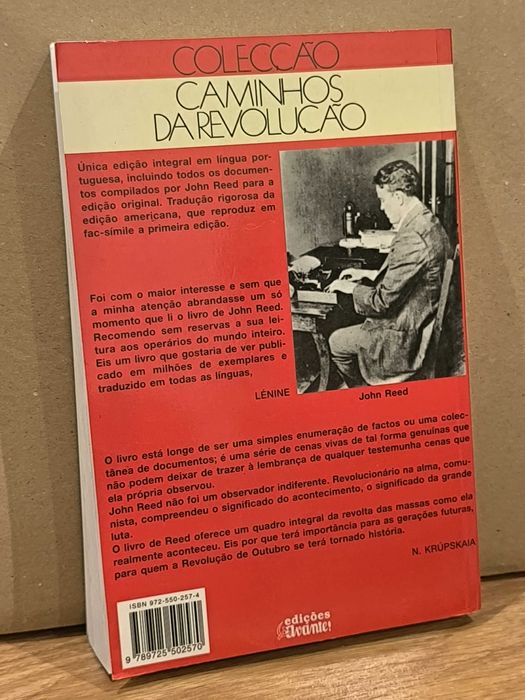 COLECÇÃO
CAMINHOS
DA REVOLUÇÃO
Única edição integral em língua por-
tuguesa, incluindo todos os documen-
tos compilados por John Reed para a
edição original. Tradução rigorosa da
edição americana, que reproduz em
fac-símile a primeira edição.
Foi com o maior interesse e sem que
a minha atenção abrandasse um só
momento que li o livro de John Reed.
Recomendo sem reservas a sua lei-
tura aos operários do mundo inteiro.
Eis um livro que gostaria de ver publi-
cado em milhões de exemplares e
traduzido em todas as línguas,
LÉNINE
John Reed
O livro está longe de ser uma simples enumeração de factos ou uma colec-
tânea de documentos; é uma série de cenas vivas de tal forma genuínas que
não podem deixar de trazer à lembrança de qualquer testemunha cenas que
ela própria observou.
John Reed não foi um observador indiferente. Revolucionário na alma, comu-
nista, compreendeu o significado do acontecimento, o significado da grande
luta.
O livro de Reed oferece um quadro integral da revolta das massas como ela
realmente aconteceu. Eis por que terá importância para as gerações futuras,
para quem a Revolução de Outubro se terá tornado história.
N. KRÚPSKAIA
ISBN 972-550-257-4
9 789725 502570
edições
Avante!